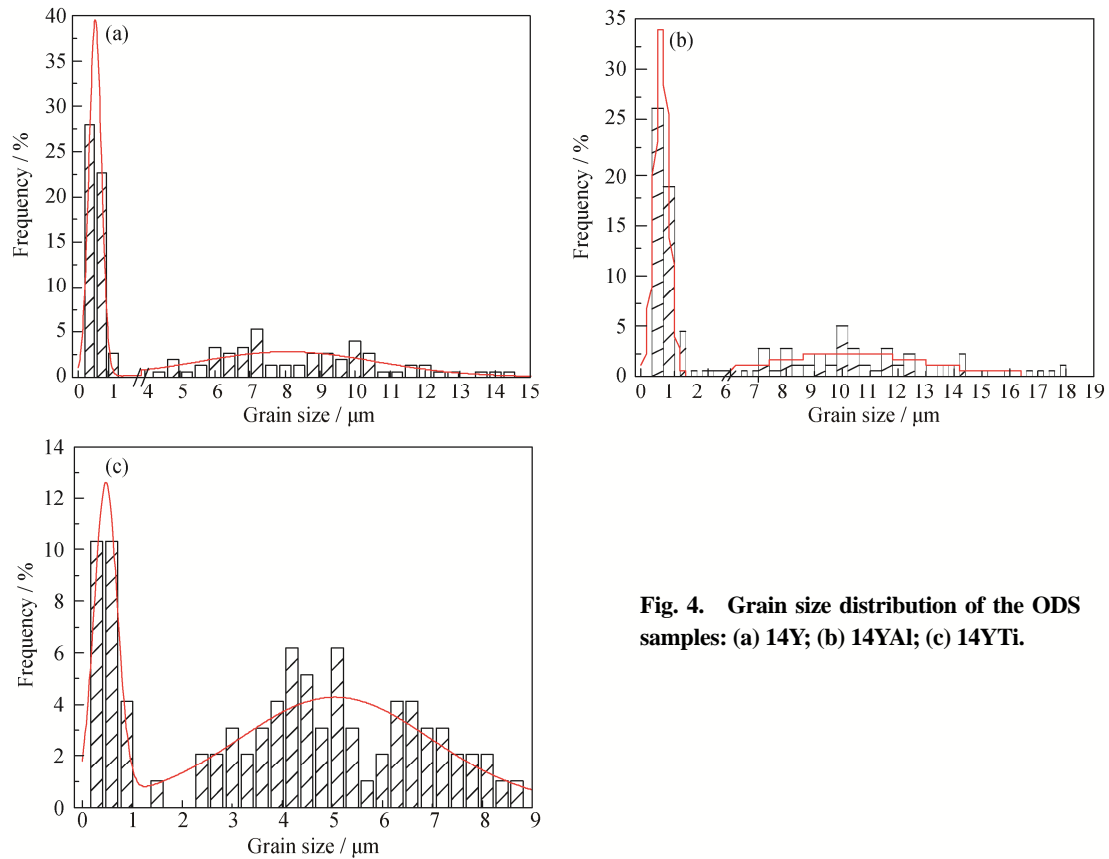 40
35
30
25
20
15
10
5
0
Frequency / %
(a)
0 1 4 5 6 7 8 9 10 11 12 13 14 15
Grain size / μm
35
30
25
20
15
10
5
0
Frequency / %
(b)
0 1 2 6 7 8 9 10 11 12 13 14 15 16 17 18 19
Grain size / μm
14
12
10
8
6
4
2
0
Frequency / %
(c)
0 1 2 3 4 5 6 7 8 9
Grain size / μm
Fig. 4. Grain size distribution of the ODS
samples: (a) 14Y; (b) 14YAl; (c) 14YTi.